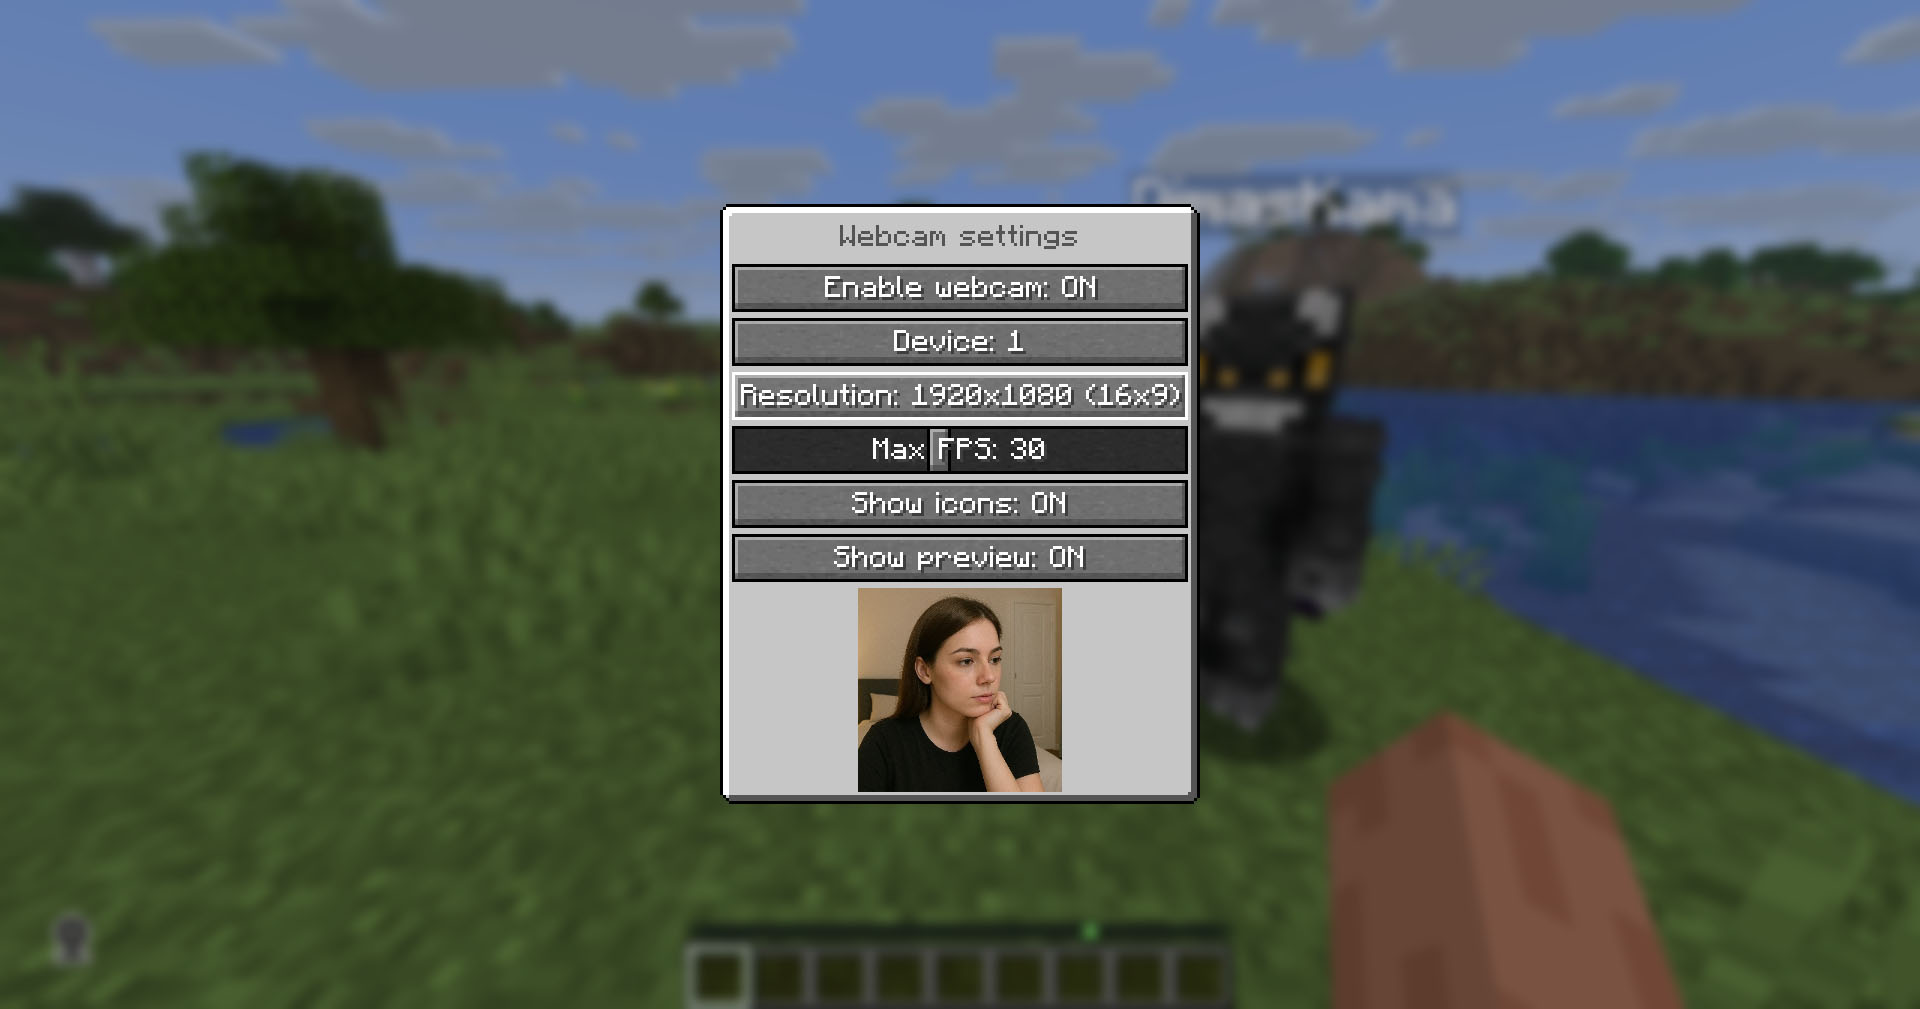 Webcam settings
Enable webcam: ON
Device: 1
Resolution: 1920x1080 (16x9)
Max FPS: 30
Show icons: ON
Show preview: ON